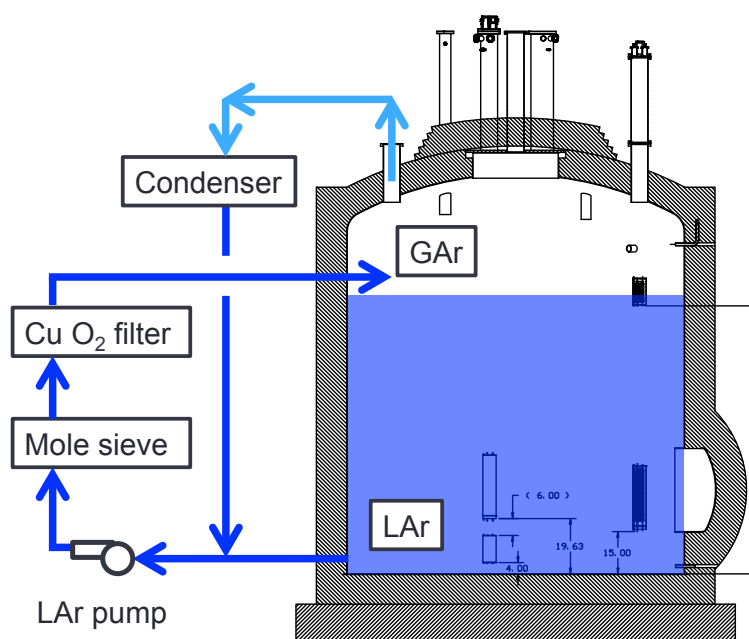 Condenser
GAr
Cu O₂ filter
Mole sieve
( 6.00 )
LAr
19.63
15.00
4.00
LAr pump